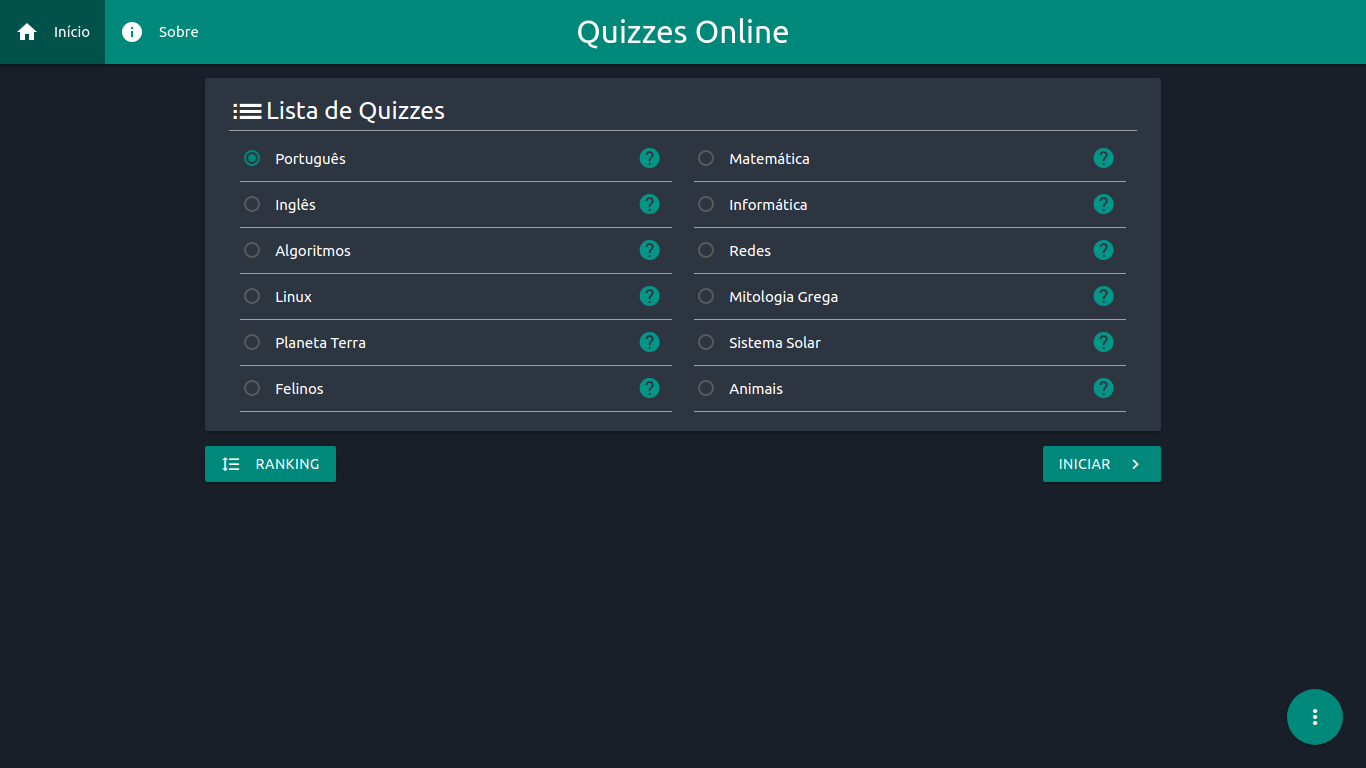 Início
Sobre
Quizzes Online
Lista de Quizzes
Português
Matemática
Inglês
Informática
Algoritmos
Redes
Linux
Mitologia Grega
Planeta Terra
Sistema Solar
Felinos
Animais
RANKING
INICIAR